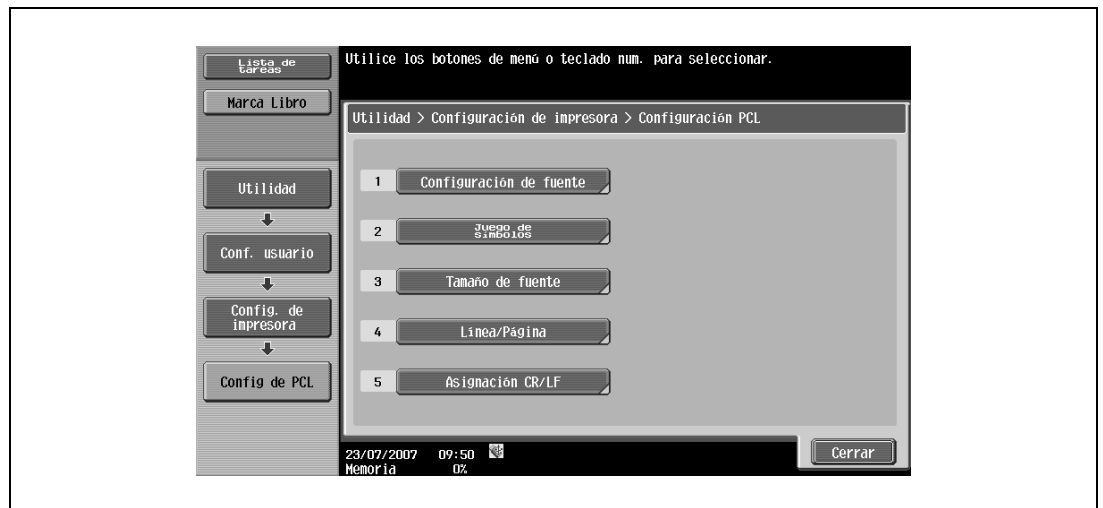 Lista de
tareas
Marca Libro
Utilice los botones de menú o teclado num. para seleccionar.
Utilidad > Configuración de impresora > Configuración PCL
Utilidad
Conf. usuario
Config. de
impresora
Config de PCL
1 Configuración de fuente
2 Juego de
símbolos
3 Tamaño de fuente
4 Línea/Página
5 Asignación CR/LF
23/07/2007 09:50
Memoria 0%
Cerrar